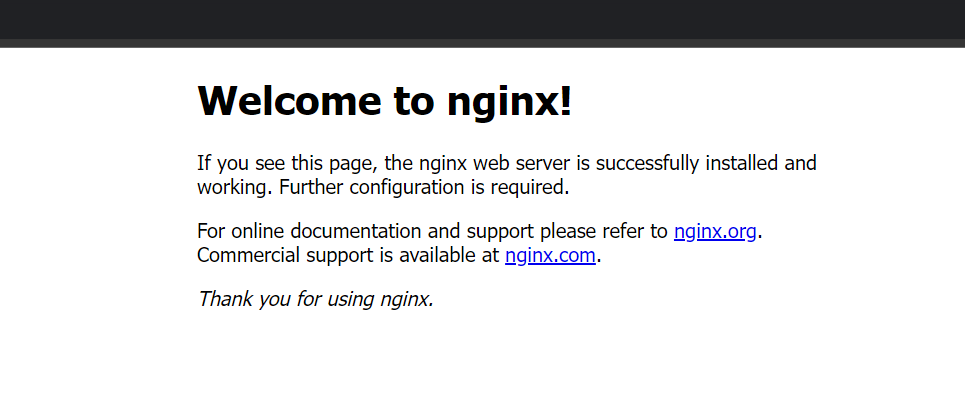 Welcome to nginx!
If you see this page, the nginx web server is successfully installed and
working. Further configuration is required.
For online documentation and support please refer to nginx.org.
Commercial support is available at nginx.com.
Thank you for using nginx.